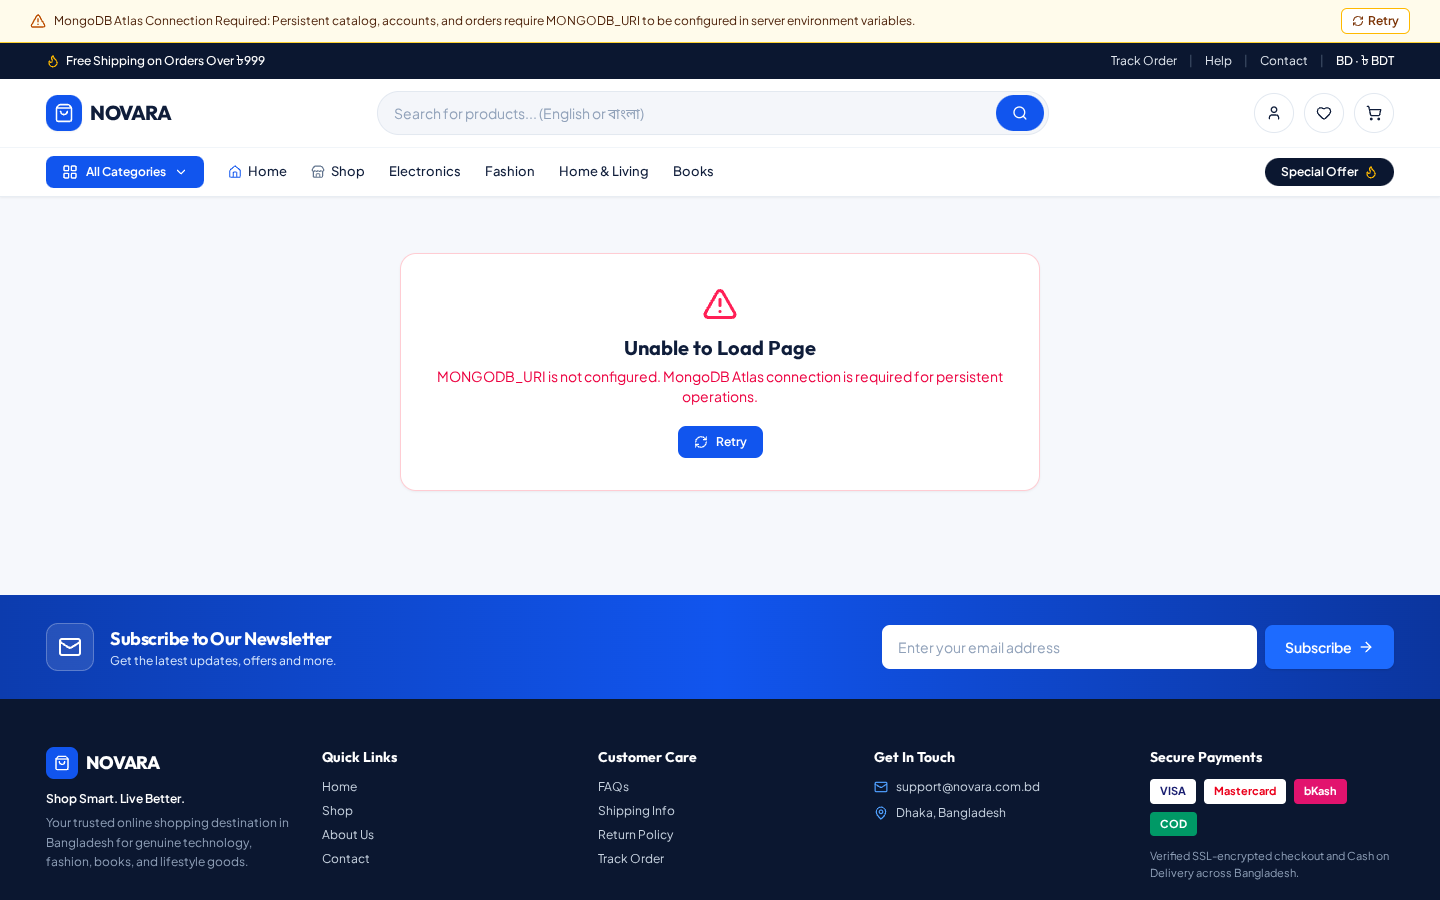 MongoDB Atlas Connection Required: Persistent catalog, accounts, and orders require MONGODB_URI to be configured in server environment variables.
Retry
Free Shipping on Orders Over ৳999
Track Order | Help | Contact | BD · ৳ BDT
NOVARA
Search for products... (English or বাংলা)
All Categories
Home
Shop
Electronics
Fashion
Home & Living
Books
Special Offer
Unable to Load Page
MONGODB_URI is not configured. MongoDB Atlas connection is required for persistent
operations.
Retry
Subscribe to Our Newsletter
Get the latest updates, offers and more.
Enter your email address
Subscribe
NOVARA
Shop Smart. Live Better.
Your trusted online shopping destination in
Bangladesh for genuine technology,
fashion, books, and lifestyle goods.
Quick Links
Home
Shop
About Us
Contact
Customer Care
FAQs
Shipping Info
Return Policy
Track Order
Get In Touch
support@novara.com.bd
Dhaka, Bangladesh
Secure Payments
VISA
Mastercard
bKash
COD
Verified SSL-encrypted checkout and Cash on
Delivery across Bangladesh.